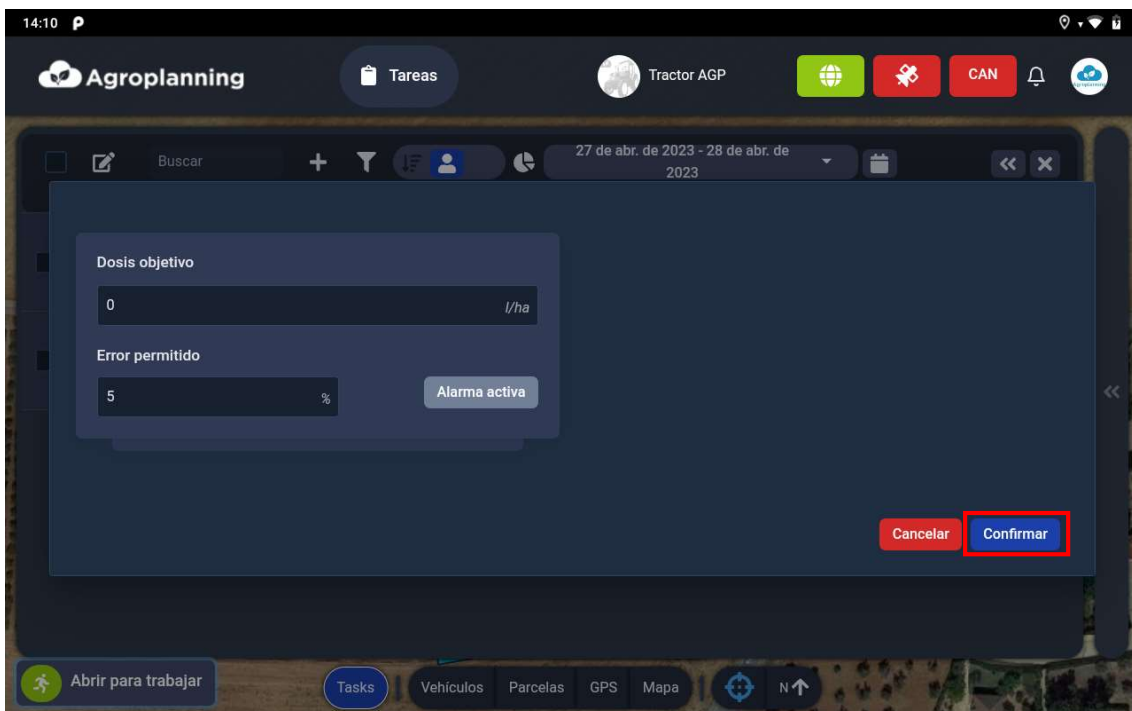 14:10
Agroplanning
Tareas
Tractor AGP
CAN
Buscar
27 de abr. de 2023 - 28 de abr. de
2023
Dosis objetivo
0
l/ha
Error permitido
5
%
Alarma activa
Cancelar
Confirmar
Abrir para trabajar
Tasks
Vehículos
Parcelas
GPS
Mapa
N